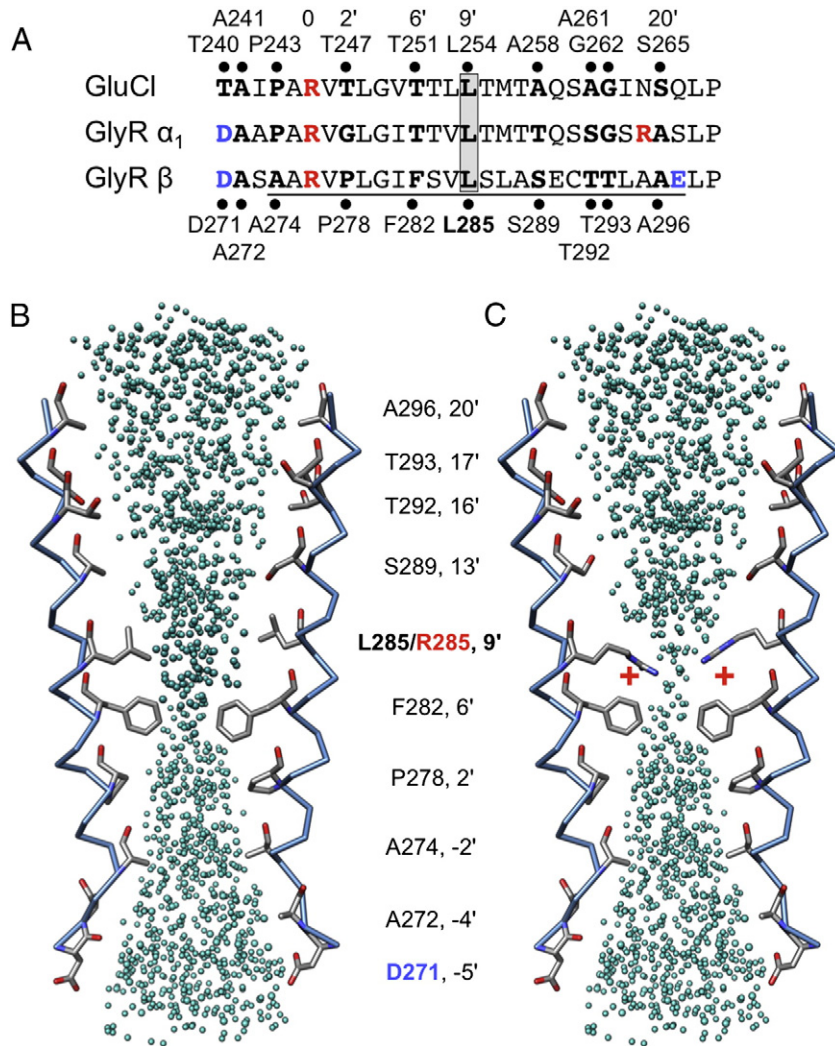 A
A241 0 2' 6' 9' A261 20'
T240 P243 T247 T251 L254 A258 G262 S265
GluCl TAIPARVTLGVTTLLTMTAQSAGINSQLP
GlyR α1 DAAPARVGLGITTVLTMTTQSSGSRASLP
GlyR β DASAARVPLGIFSVLSLASECTTLAAELP
D271 A274 P278 F282 L285 S289 T293 A296
A272 T292
B
C
A296, 20'
T293, 17'
T292, 16'
S289, 13'
L285/R285, 9'
+ +
F282, 6'
P278, 2'
A274, -2'
A272, -4'
D271, -5'